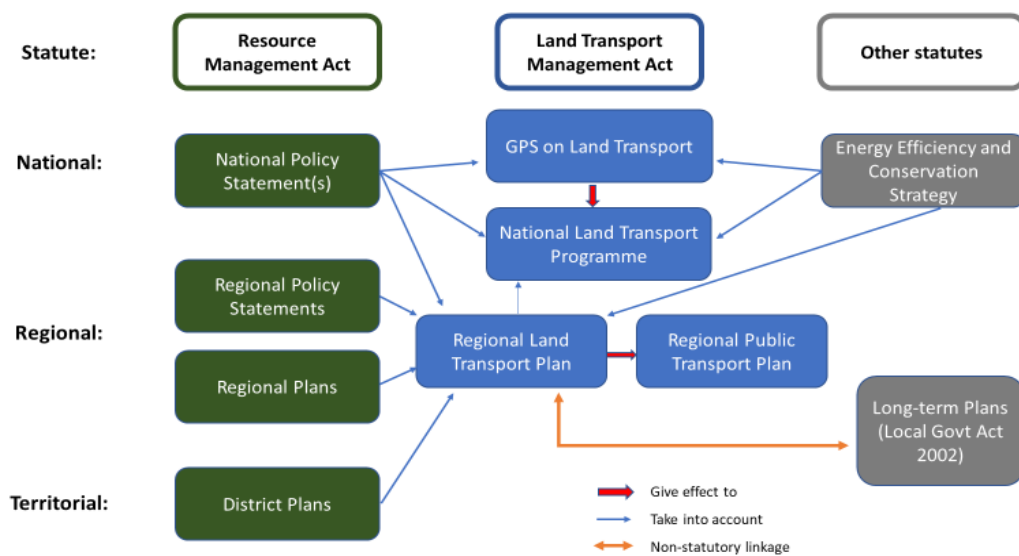 Statute:
Resource
Management Act
Land Transport
Management Act
Other statutes
National:
National Policy
Statement(s)
GPS on Land Transport
Energy Efficiency and
Conservation
Strategy
National Land Transport
Programme
Regional:
Regional Policy
Statements
Regional Land
Transport Plan
Regional Public
Transport Plan
Regional Plans
Long-term Plans
(Local Govt Act
2002)
Territorial:
District Plans
Give effect to
Take into account
Non-statutory linkage